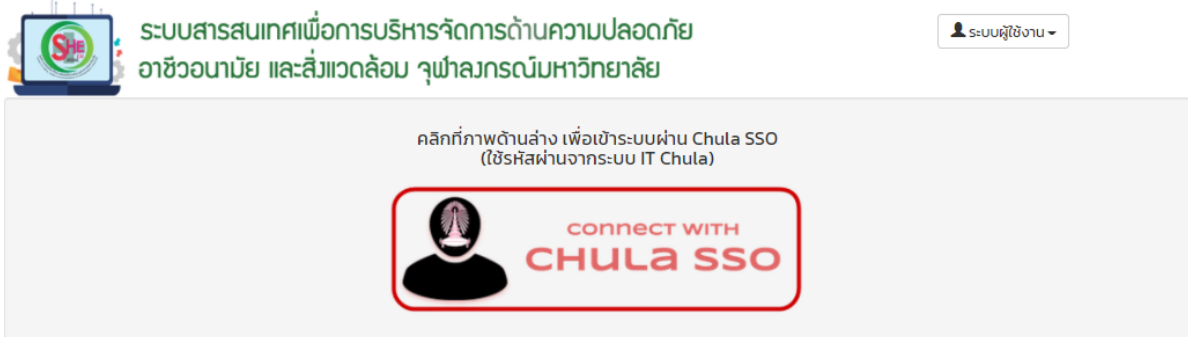 SHE
ระบบสารสนเทศเพื่อการบริหารจัดการด้านความปลอดภัย
อาชีวอนามัย และสิ่งแวดล้อม จุฬาลงกรณ์มหาวิทยาลัย
ระบบผู้ใช้งาน
คลิกที่ภาพด้านล่าง เพื่อเข้าระบบผ่าน Chula SSO
(ใช้รหัสผ่านจากระบบ IT Chula)
CONNECT WITH
CHULA SSO